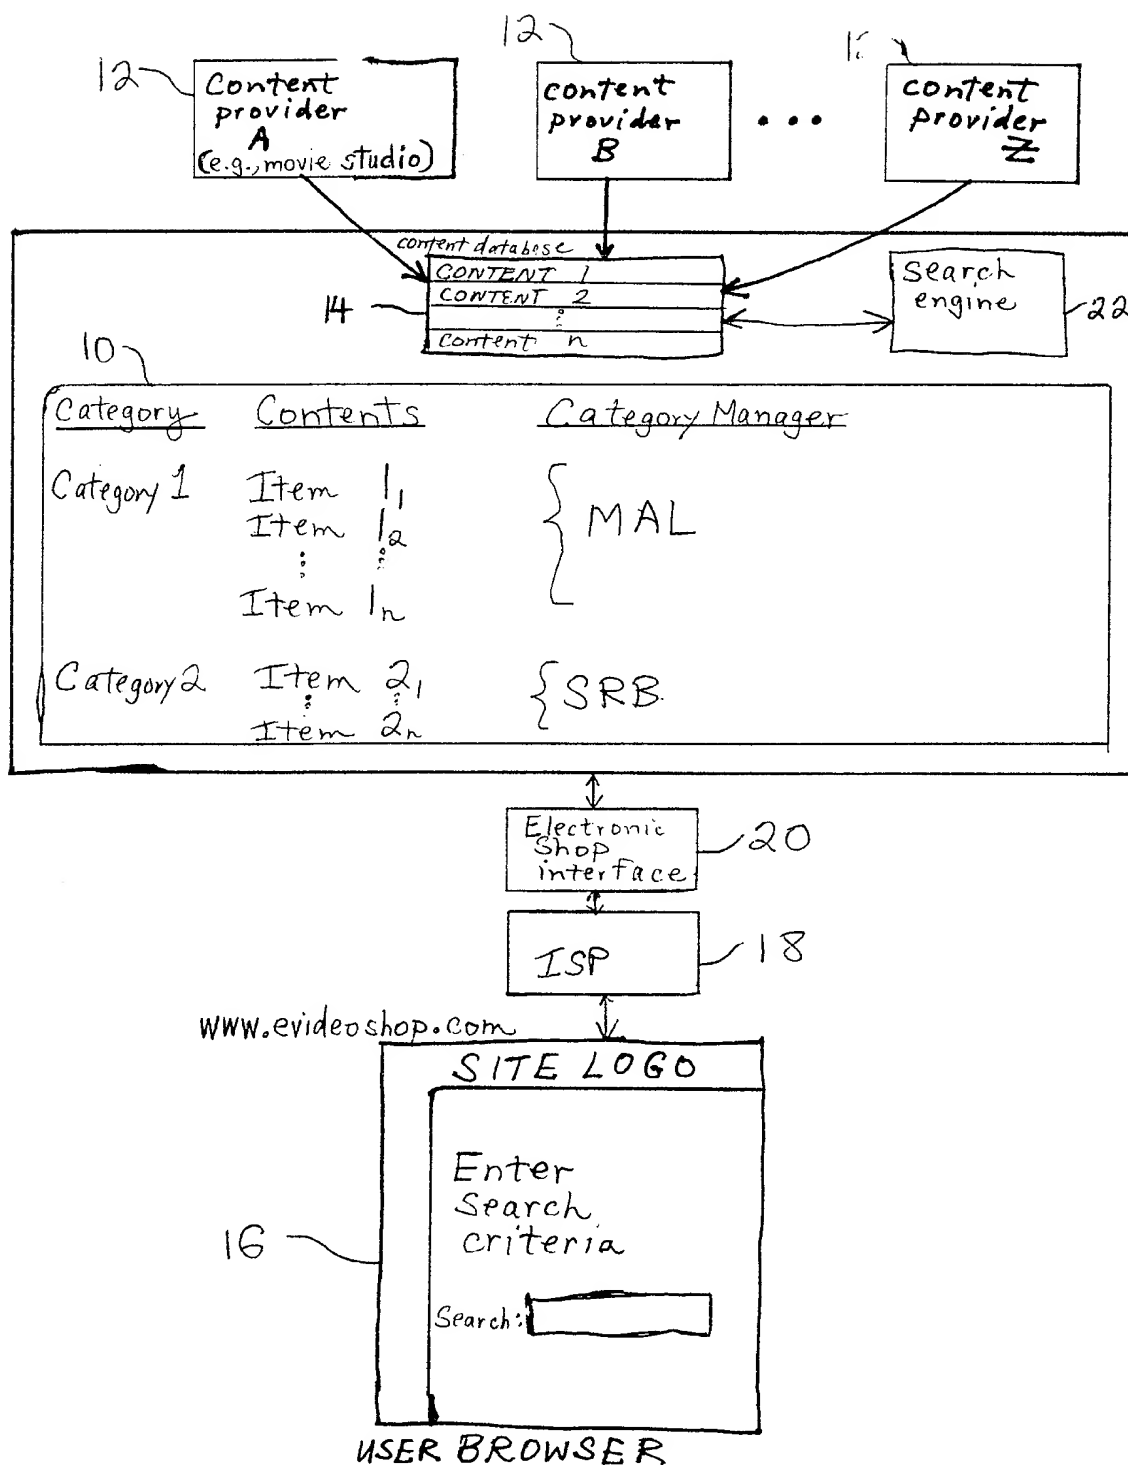 12
Content
provider
A
(e.g., movie studio)
12
content
provider
B
...
content
provider
Z
content database
CONTENT 1
CONTENT 2
Content n
14
Search
engine
22
10
Category Contents Category Manager
Category 1 Item 1₁ MAL
Item 1₂
Item 1n
Category 2 Item 2₁ SRB
Item 2n
Electronic
Shop
interface
20
ISP
18
www.evideoshop.com
SITE LOGO
Enter
Search
criteria
Search:
16
USER BROWSER